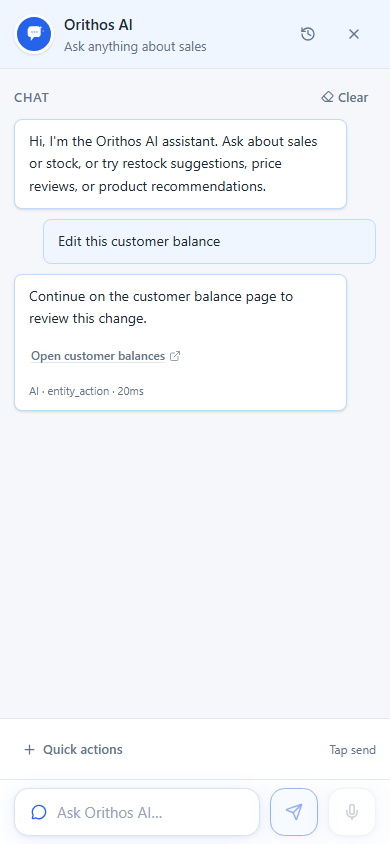 Orithos AI
Ask anything about sales
CHAT
Clear
Hi, I'm the Orithos AI assistant. Ask about sales
or stock, or try restock suggestions, price
reviews, or product recommendations.
Edit this customer balance
Continue on the customer balance page to
review this change.
Open customer balances
AI · entity_action · 20ms
Quick actions
Tap send
Ask Orithos AI...